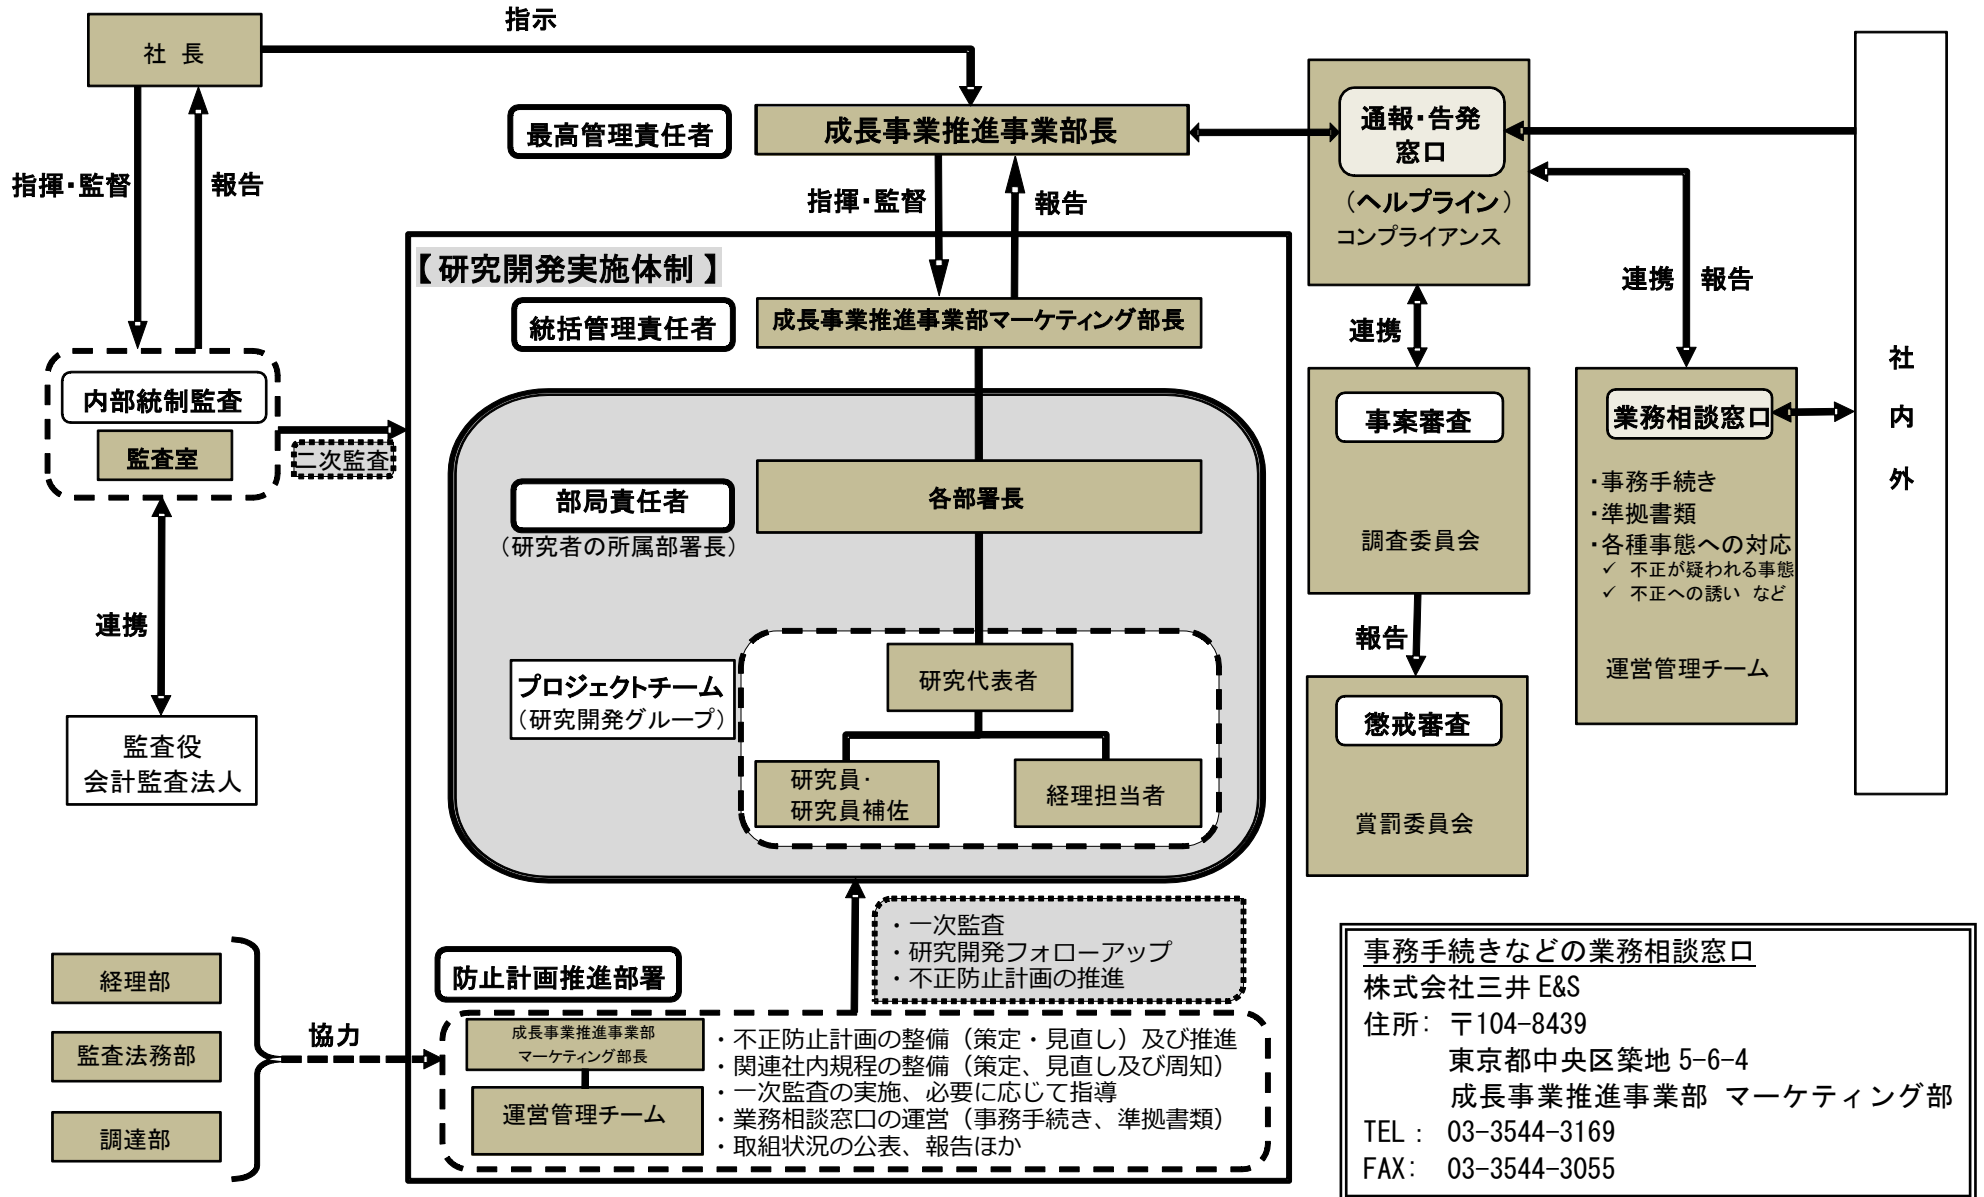 指示
社 長
最高管理責任者
成長事業推進事業部長
通報・告発
窓口
（ヘルプライン）
コンプライアンス
指揮・監督
報告
指揮・監督
報告
【研究開発実施体制】
統括管理責任者
成長事業推進事業部マーケティング部長
連携
報告
連携
社
内
外
内部統制監査
監査室
二次監査
部局責任者
（研究者の所属部署長）
各部署長
事案審査
調査委員会
業務相談窓口
・事務手続き
・準拠書類
・各種事態への対応
✓ 不正が疑われる事態
✓ 不正への誘い など
運営管理チーム
連携
監査役
会計監査法人
プロジェクトチーム
（研究開発グループ）
研究代表者
研究員・
研究員補佐
経理担当者
報告
懲戒審査
賞罰委員会
・一次監査
・研究開発フォローアップ
・不正防止計画の推進
防止計画推進部署
経理部
監査法務部
調達部
協力
成長事業推進事業部
マーケティング部長
運営管理チーム
・不正防止計画の整備（策定・見直し）及び推進
・関連社内規程の整備（策定、見直し及び周知）
・一次監査の実施、必要に応じて指導
・業務相談窓口の運営（事務手続き、準拠書類）
・取組状況の公表、報告ほか
事務手続きなどの業務相談窓口
株式会社三井 E&S
住所： 〒104-8439
東京都中央区築地 5-6-4
成長事業推進事業部 マーケティング部
TEL： 03-3544-3169
FAX： 03-3544-3055